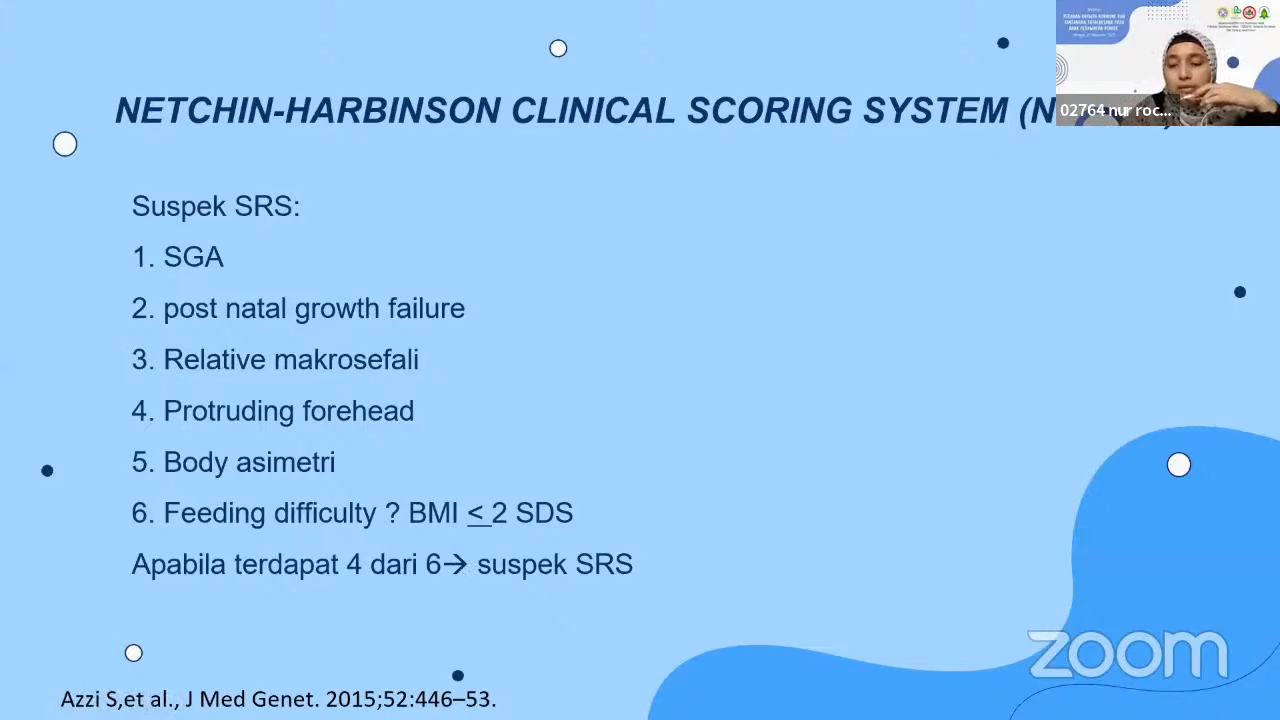 NETCHIN-HARBINSON CLINICAL SCORING SYSTEM (N
02764 nur roc...
Suspek SRS:
1. SGA
2. post natal growth failure
3. Relative makrosefali
4. Protruding forehead
5. Body asimetri
6. Feeding difficulty ? BMI < 2 SDS
Apabila terdapat 4 dari 6→ suspek SRS
zoom
Azzi S,et al., J Med Genet. 2015;52:446–53.